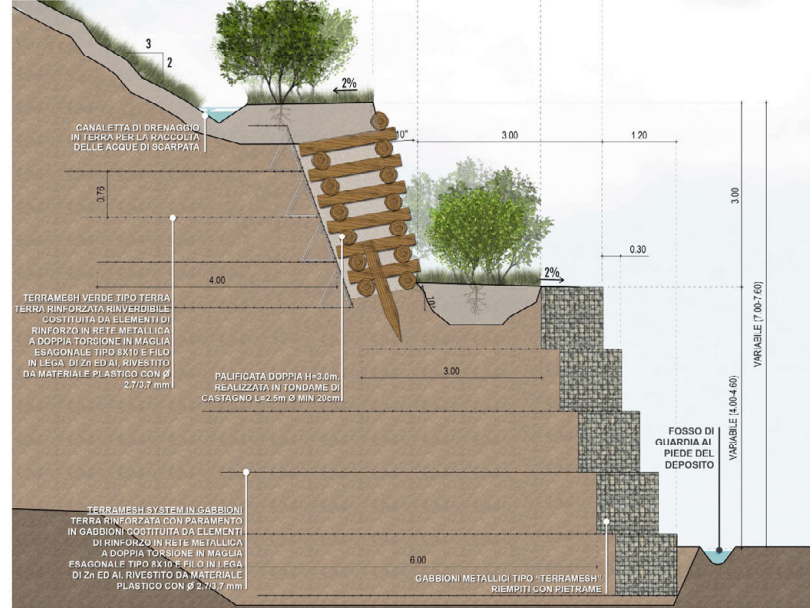 3
2
2%
CANALETTA DI DRENAGGIO
IN TERRA PER LA RACCOLTA
DELLE ACQUE DI SCARPATA
10°
3.00
1.20
0.76
3.00
0.30
2%
4.00
10°
TERRAMESH VERDE TIPO TERRA
TERRA RINFORZATA RINVERDIBILE
COSTITUITA DA ELEMENTI DI
RINFORZO IN RETE METALLICA
A DOPPIA TORSIONE IN MAGLIA
ESAGONALE TIPO 8X10 E FILO
IN LEGA DI Zn ED Al, RIVESTITO
DA MATERIALE PLASTICO CON Ø
2.7/3,7 mm
PALIFICATA DOPPIA H=3.0m,
REALIZZATA IN TONDAME DI
CASTAGNO L=2.5m Ø MIN 20cm
3.00
VARIABILE (7.00-7.60)
VARIABILE (4.00-4.60)
FOSSO DI
GUARDIA AL
PIEDE DEL
DEPOSITO
TERRAMESH SYSTEM IN GABBIONI
TERRA RINFORZATA CON PARAMENTO
IN GABBIONI COSTITUITA DA ELEMENTI
DI RINFORZO IN RETE METALLICA
A DOPPIA TORSIONE IN MAGLIA
ESAGONALE TIPO 8X10 E FILO IN LEGA
DI Zn ED Al, RIVESTITO DA MATERIALE
PLASTICO CON Ø 2.7/3,7mm
6.00
GABBIONI METALLICI TIPO "TERRAMESH"
RIEMPITI CON PIETRAME